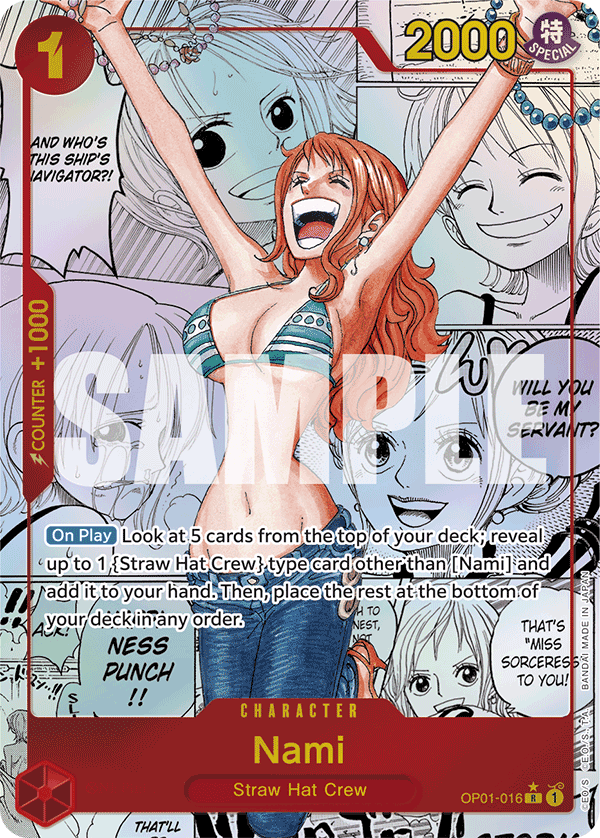 1
2000
特
SPECIAL
AND WHO'S
THIS SHIP'S
NAVIGATOR?!
COUNTER +1000
SAMPLE
WILL YOU
BE MY
SERVANT?
On Play Look at 5 cards from the top of your deck; reveal
up to 1 {Straw Hat Crew} type card other than [Nami] and
add it to your hand. Then, place the rest at the bottom of
your deck in any order.
NESS
PUNCH
!!
THAT'S
"MISS
SORCERESS"
TO YOU!
BANDAI MADE IN JAPAN
CHARACTER
Nami
Straw Hat Crew
OP01-016 R 1
THAT'LL